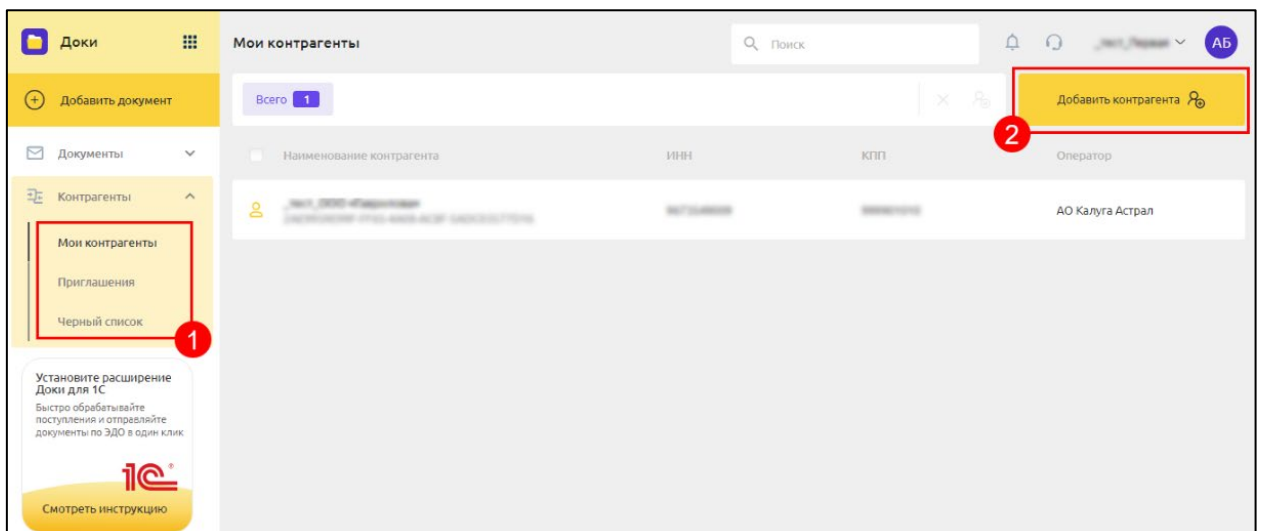 Доки
Мои контрагенты
Поиск
АБ
Добавить документ
Всего 1
Добавить контрагента
2
Документы
Наименование контрагента
ИНН
КПП
Оператор
Контрагенты
АО Калуга Астрал
Мои контрагенты
Приглашения
Черный список
1
Установите расширение
Доки для 1С
Быстро обрабатывайте
поступления и отправляйте
документы по ЭДО в один клик
1С®
Смотреть инструкцию